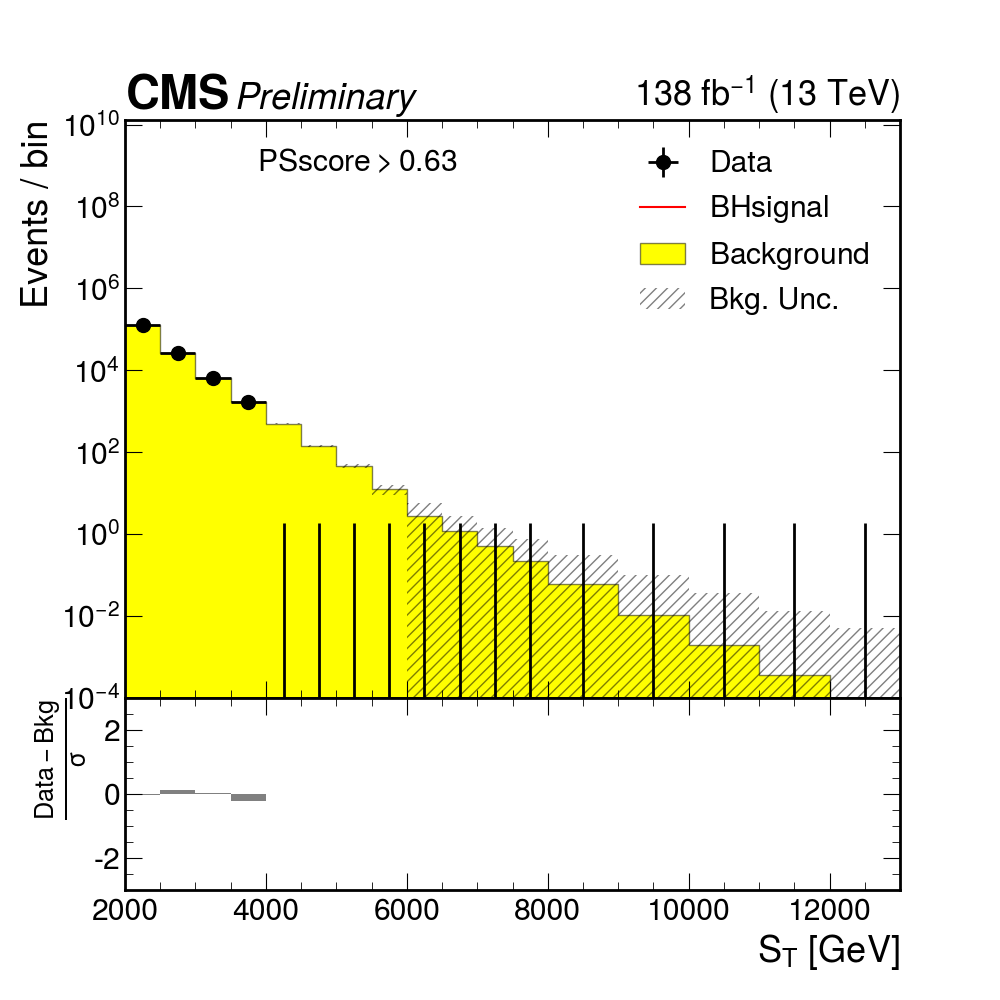 CMS Preliminary 138 fb⁻¹ (13 TeV)
Events / bin
10¹⁰
10⁸
10⁶
10⁴
10²
10⁰
10⁻²
10⁻⁴
PSscore > 0.63
Data
BHsignal
Background
Bkg. Unc.
Data – Bkg
σ
2
0
-2
2000 4000 6000 8000 10000 12000
S_T [GeV]